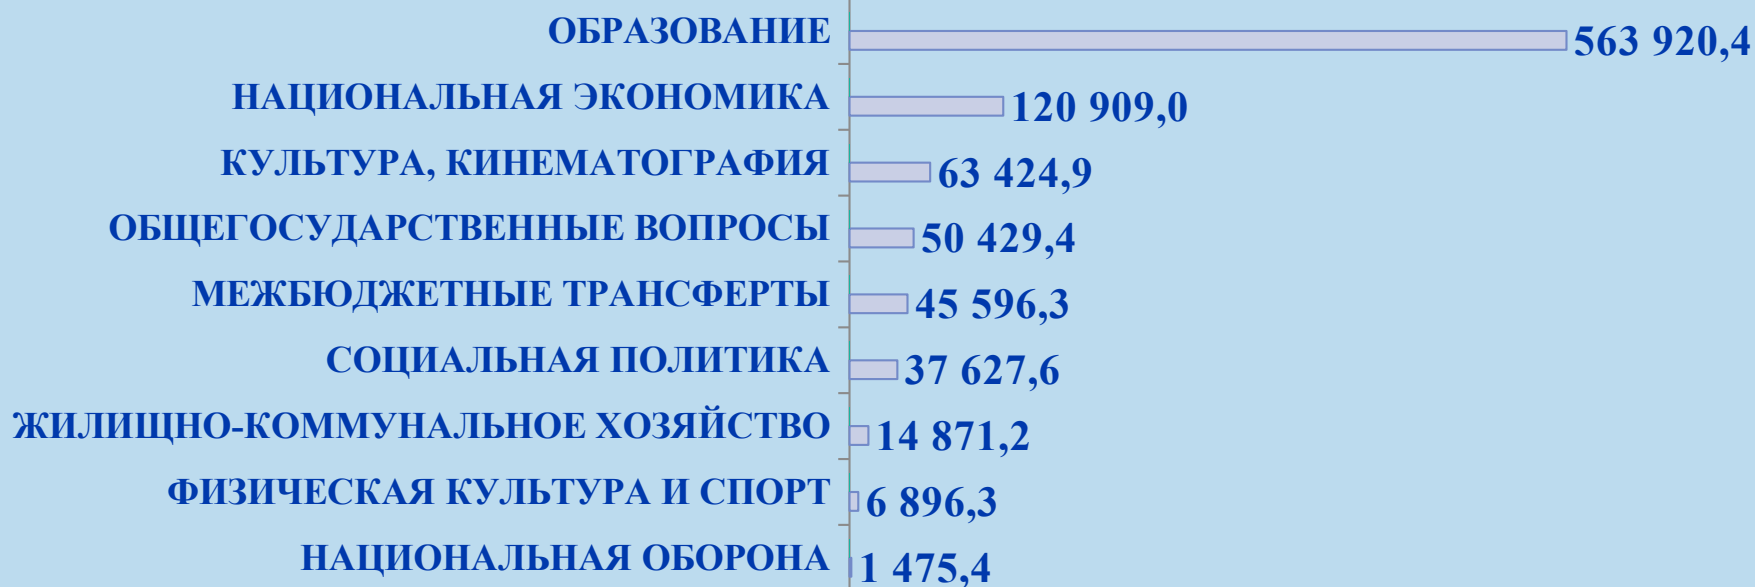 ОБРАЗОВАНИЕ 563 920,4
НАЦИОНАЛЬНАЯ ЭКОНОМИКА 120 909,0
КУЛЬТУРА, КИНЕМАТОГРАФИЯ 63 424,9
ОБЩЕГОСУДАРСТВЕННЫЕ ВОПРОСЫ 50 429,4
МЕЖБЮДЖЕТНЫЕ ТРАНСФЕРТЫ 45 596,3
СОЦИАЛЬНАЯ ПОЛИТИКА 37 627,6
ЖИЛИЩНО-КОММУНАЛЬНОЕ ХОЗЯЙСТВО 14 871,2
ФИЗИЧЕСКАЯ КУЛЬТУРА И СПОРТ 6 896,3
НАЦИОНАЛЬНАЯ ОБОРОНА 1 475,4